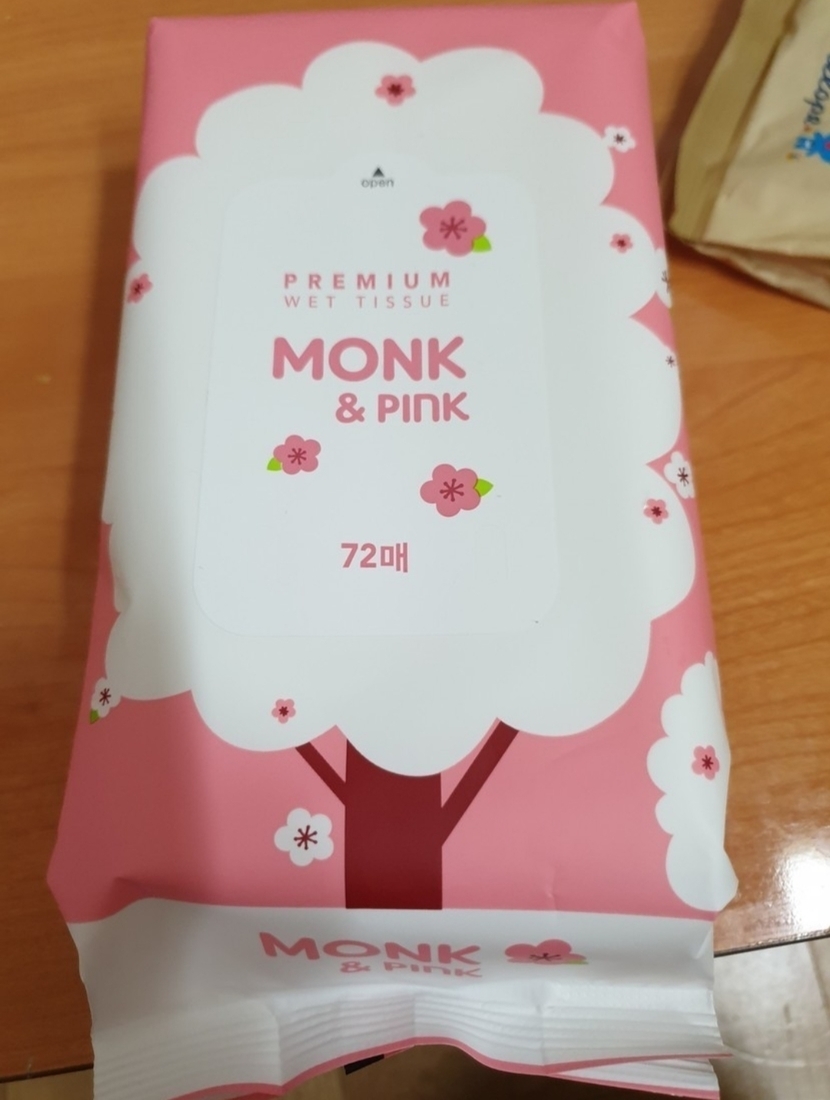 open
PREMIUM
WET TISSUE
MONK
& PINK
72매
MONK
& PINK